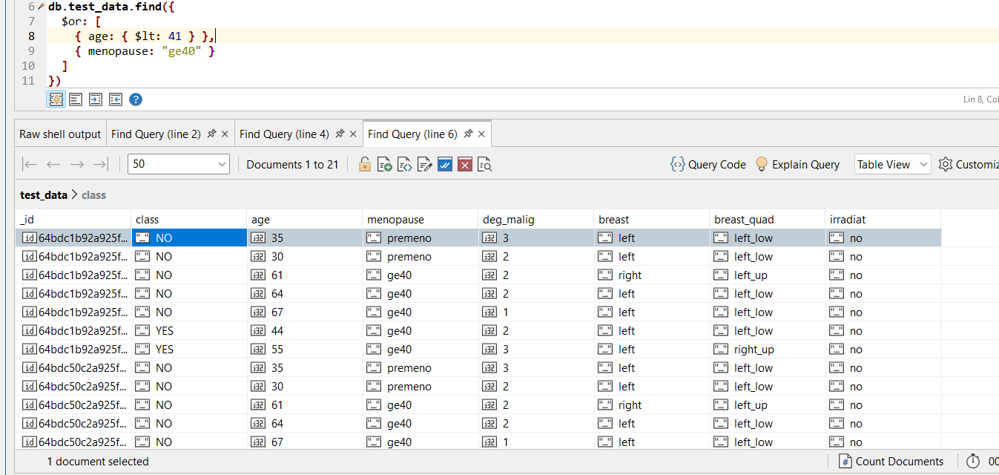 6 db.test_data.find({
7 $or: [
8 { age: { $lt: 41 } },
9 { menopause: "ge40" }
10 ]
11 })
Lin 8, Co
Raw shell output Find Query (line 2) Find Query (line 4) Find Query (line 6)
50 Documents 1 to 21 Query Code Explain Query Table View Customiz
test_data > class
_id class age menopause deg_malig breast breast_quad irradiat
64bdc1b92a925f... NO 35 premeno 3 left left_low no
64bdc1b92a925f... NO 30 premeno 2 left left_low no
64bdc1b92a925f... NO 61 ge40 2 right left_up no
64bdc1b92a925f... NO 64 ge40 2 left left_low no
64bdc1b92a925f... NO 67 ge40 1 left left_low no
64bdc1b92a925f... YES 44 ge40 2 left left_low no
64bdc1b92a925f... YES 55 ge40 3 left right_up no
64bdc50c2a925f... NO 35 premeno 3 left left_low no
64bdc50c2a925f... NO 30 premeno 2 left left_low no
64bdc50c2a925f... NO 61 ge40 2 right left_up no
64bdc50c2a925f... NO 64 ge40 2 left left_low no
64bdc50c2a925f... NO 67 ge40 1 left left_low no
1 document selected Count Documents 00